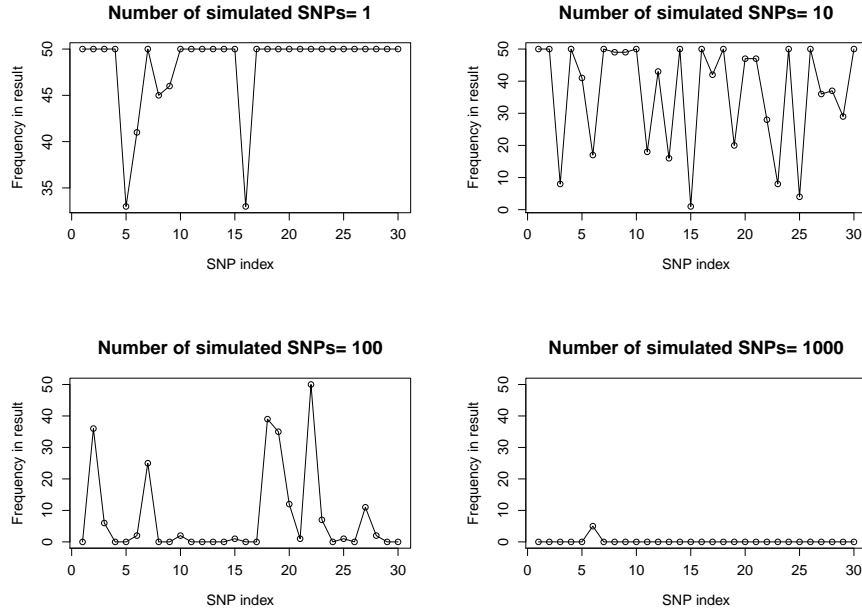 Number of simulated SNPs= 1
Frequency in result
50
45
40
35
0 5 10 15 20 25 30
SNP index
Number of simulated SNPs= 10
Frequency in result
50
40
30
20
10
0
0 5 10 15 20 25 30
SNP index
Number of simulated SNPs= 100
Frequency in result
50
40
30
20
10
0
0 5 10 15 20 25 30
SNP index
Number of simulated SNPs= 1000
Frequency in result
50
40
30
20
10
0
0 5 10 15 20 25 30
SNP index